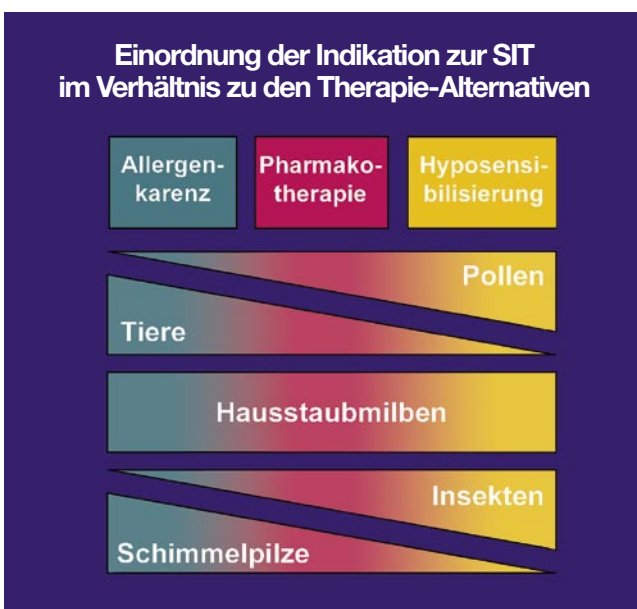 Einordnung der Indikation zur SIT
im Verhältnis zu den Therapie-Alternativen
Allergen-
karenz
Pharmako-
therapie
Hyposensi-
bilisierung
Pollen
Tiere
Hausstaubmilben
Insekten
Schimmelpilze